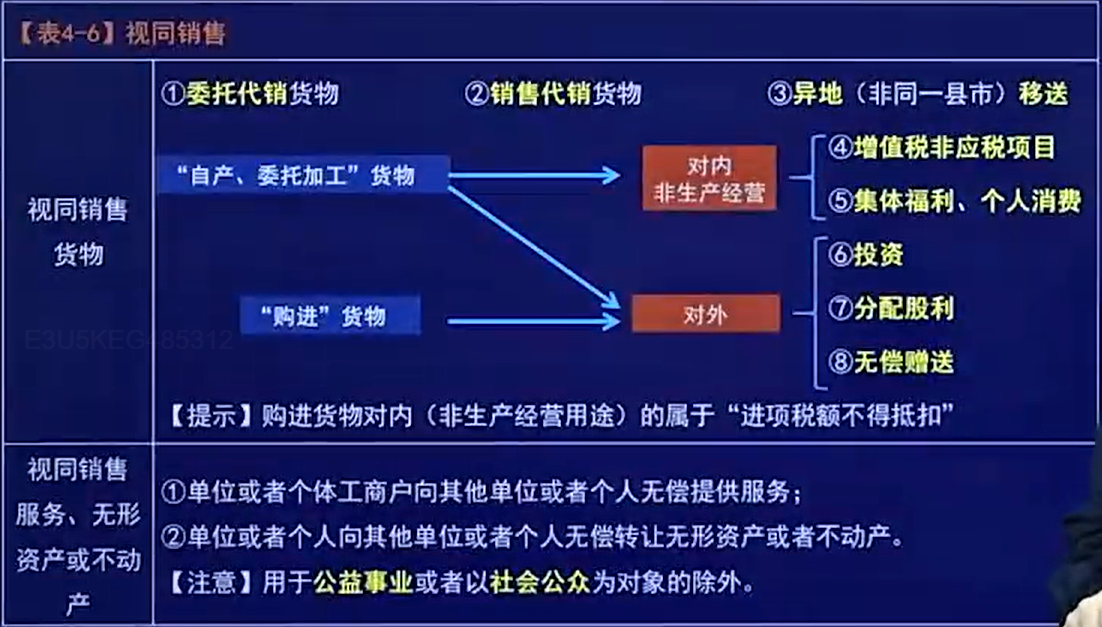 【表4-6】视同销售
①委托代销货物 ②销售代销货物 ③异地（非同一县市）移送
视同销售
货物
“自产、委托加工”货物
对内
非生产经营
④增值税非应税项目
⑤集体福利、个人消费
“购进”货物
对外
⑥投资
⑦分配股利
⑧无偿赠送
E3U5KEG485312
【提示】购进货物对内（非生产经营用途）的属于“进项税额不得抵扣”
视同销售
服务、无形
资产或不动
产
①单位或者个体工商户向其他单位或者个人无偿提供服务；
②单位或者个人向其他单位或者个人无偿转让无形资产或者不动产。
【注意】用于公益事业或者以社会公众为对象的除外。